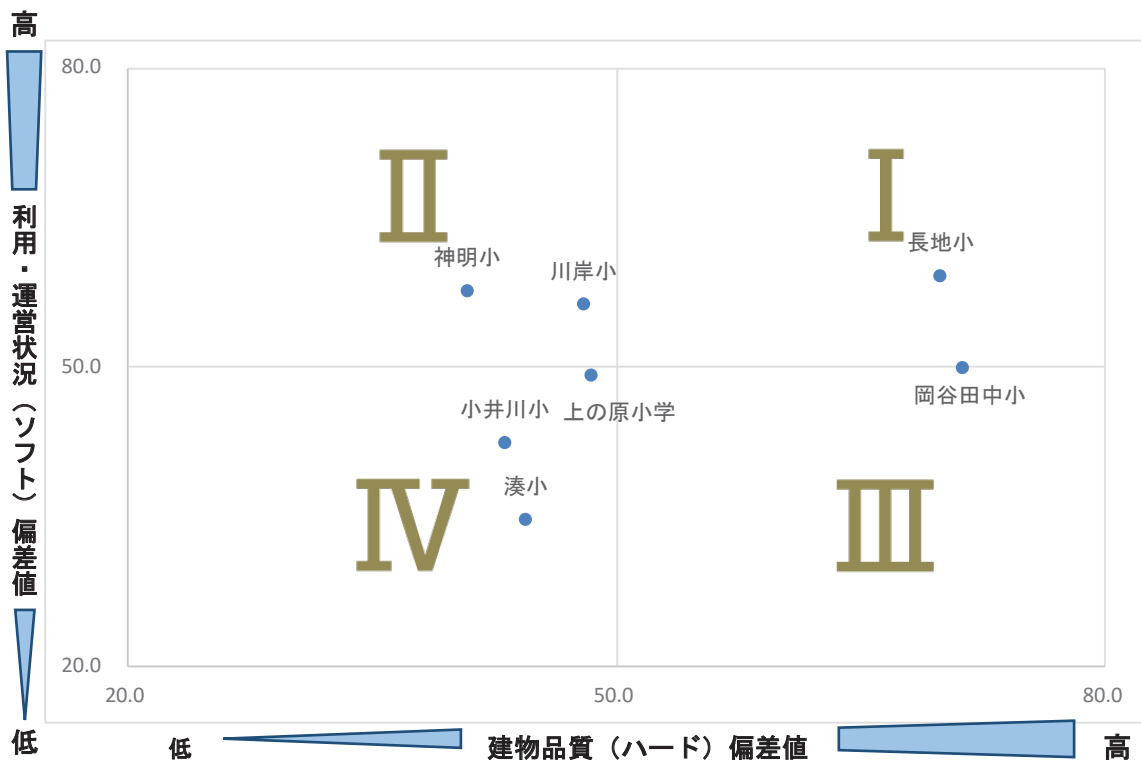 高
80.0
Ⅱ
Ⅰ
神明小
川岸小
長地小
利用・運営状況（ソフト）偏差値
50.0
岡谷田中小
小井川小
上の原小学
湊小
Ⅳ
Ⅲ
20.0
20.0
50.0
80.0
低
低
建物品質（ハード）偏差値
高